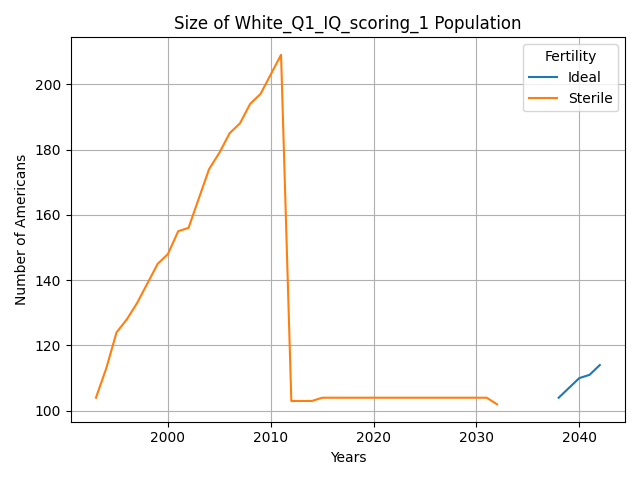 Size of White_Q1_IQ_scoring_1 Population
Fertility
Ideal
Sterile
Number of Americans
200
180
160
140
120
100
2000
2010
2020
2030
2040
Years